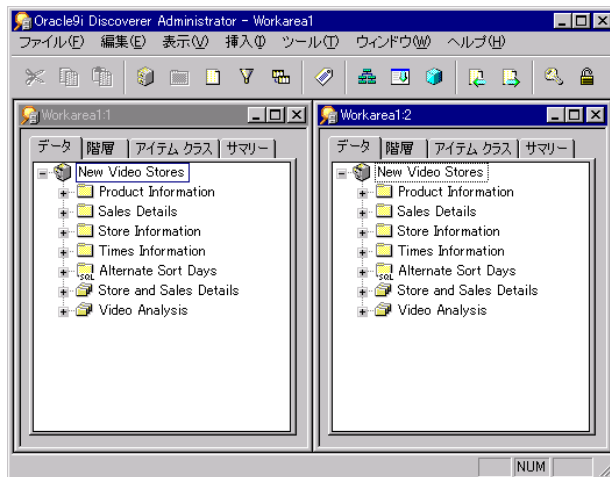 Oracle9i Discoverer Administrator - Workarea1
ファイル(F) 編集(E) 表示(V) 挿入(I) ツール(T) ウィンドウ(W) ヘルプ(H)
Workarea1:1
データ 階層 アイテム クラス サマリー
New Video Stores
Product Information
Sales Details
Store Information
Times Information
SQL Alternate Sort Days
Store and Sales Details
Video Analysis
Workarea1:2
データ 階層 アイテム クラス サマリー
New Video Stores
Product Information
Sales Details
Store Information
Times Information
SQL Alternate Sort Days
Store and Sales Details
Video Analysis
NUM